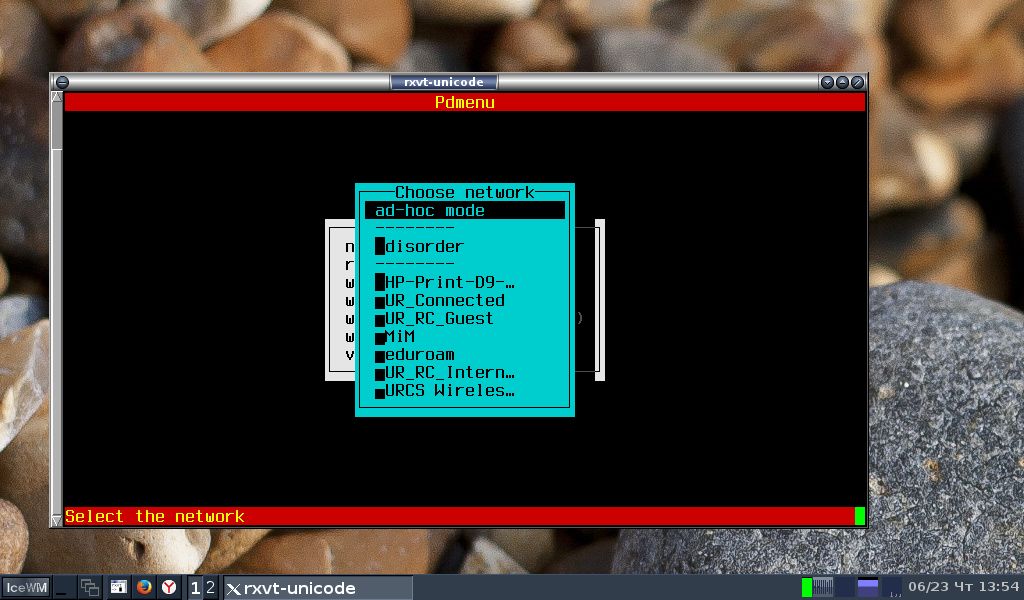 rxvt-unicode
Pdmenu
Choose network
ad-hoc mode
--------
disorder
--------
HP-Print-D9-…
UR_Connected
UR_RC_Guest
MiM
eduroam
UR_RC_Intern…
URCS Wireles…
n
r
w
w
w
w
v
)
Select the network
IceWM
1 2
rxvt-unicode
06/23 Чт 13:54